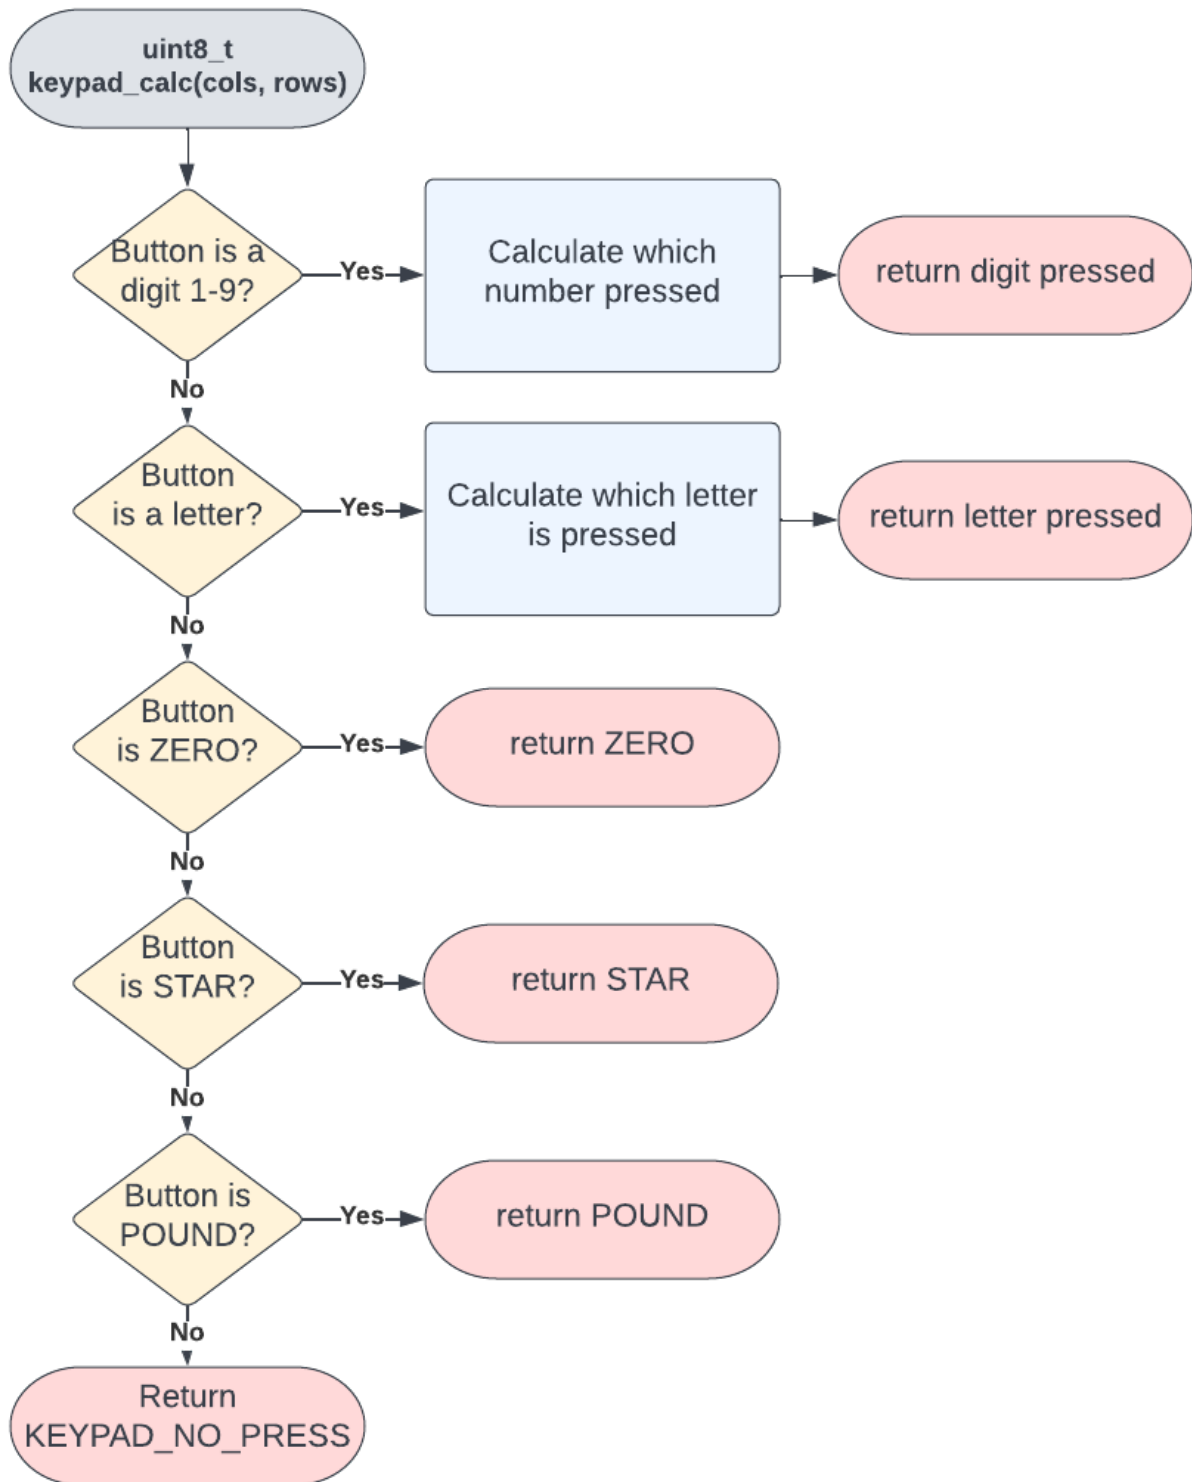 uint8_t
keypad_calc(cols, rows)
Button is a
digit 1-9?
Yes
Calculate which
number pressed
return digit pressed
No
Button
is a letter?
Yes
Calculate which letter
is pressed
return letter pressed
No
Button
is ZERO?
Yes
return ZERO
No
Button
is STAR?
Yes
return STAR
No
Button is
POUND?
Yes
return POUND
No
Return
KEYPAD_NO_PRESS